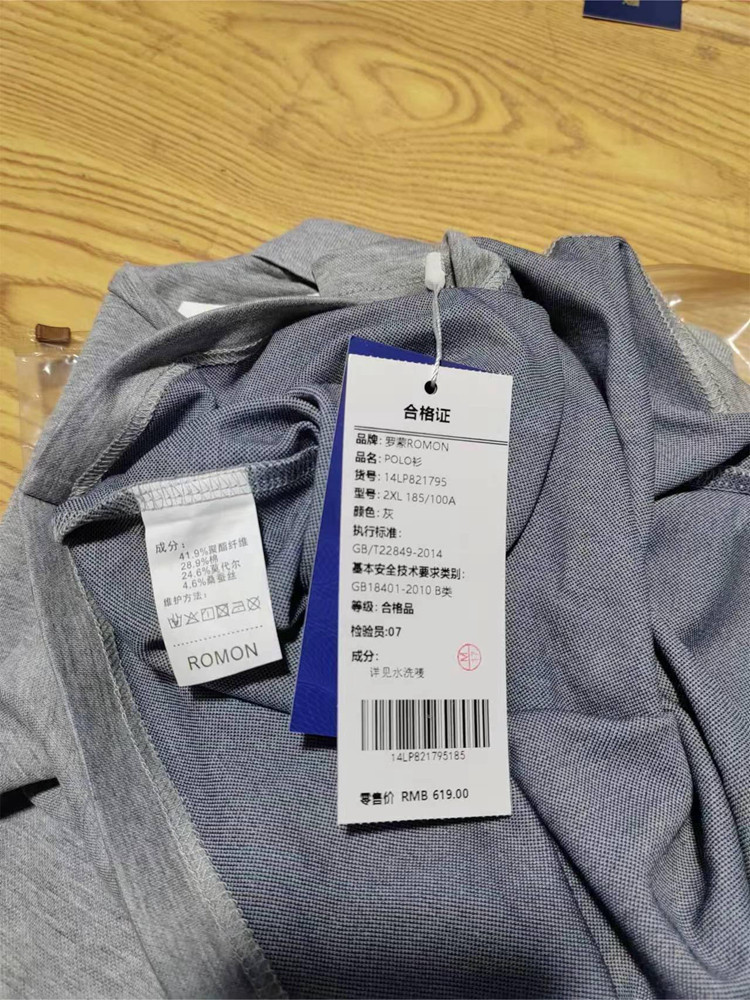 合格证
品牌: 罗蒙ROMON
品名: POLO衫
货号: 14LP821795
型号: 2XL 185/100A
颜色: 灰
执行标准:
GB/T22849-2014
基本安全技术要求类别:
GB18401-2010 B类
等级: 合格品
检验员:07
成分:
详见水洗唛
14LP821795185
零售价 RMB 619.00
成分:
41.9%聚酯纤维
28.9%棉
24.6%莫代尔
4.6%桑蚕丝
维护方法:
ROMON